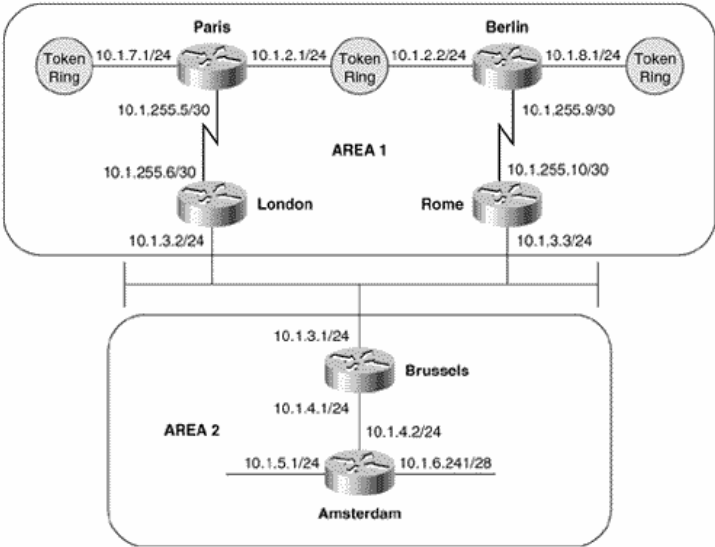 Paris
Berlin
Token Ring
10.1.7.1/24
10.1.2.1/24
Token Ring
10.1.2.2/24
10.1.8.1/24
Token Ring
10.1.255.5/30
10.1.255.9/30
AREA 1
10.1.255.6/30
10.1.255.10/30
London
Rome
10.1.3.2/24
10.1.3.3/24
10.1.3.1/24
Brussels
10.1.4.1/24
AREA 2
10.1.4.2/24
10.1.5.1/24
10.1.6.241/28
Amsterdam